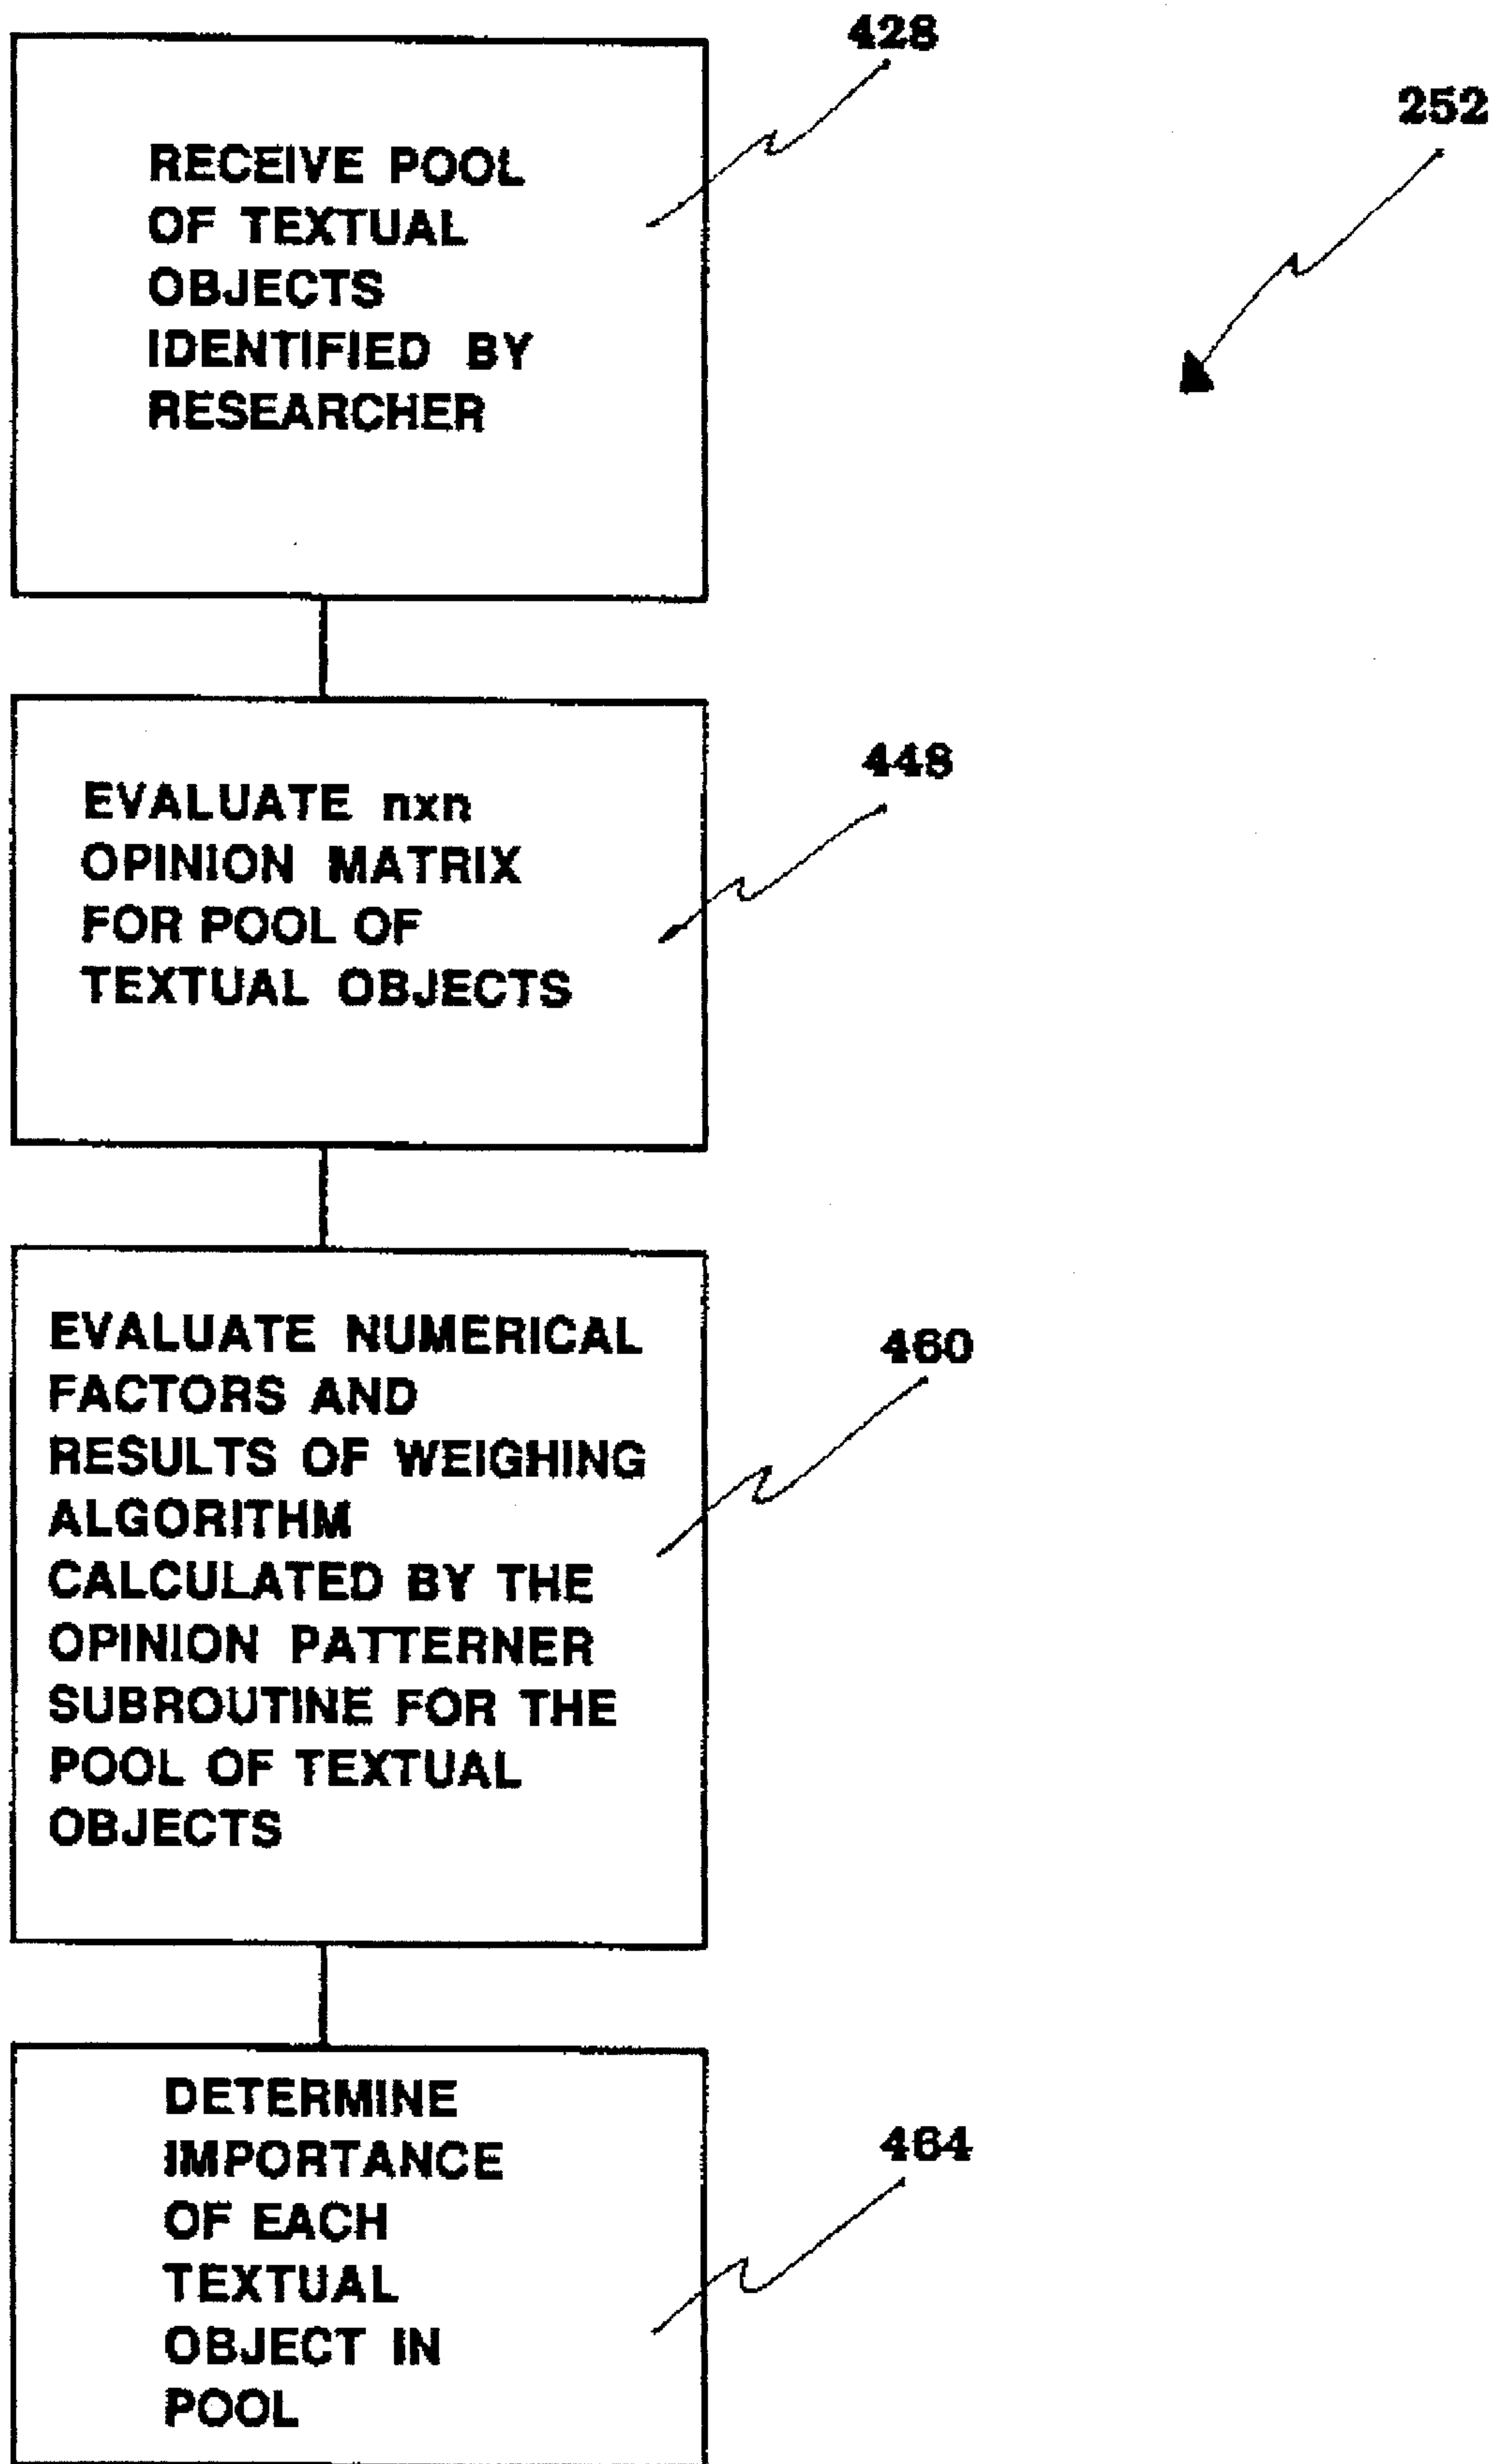 428
252
RECEIVE POOL
OF TEXTUAL
OBJECTS
IDENTIFIED BY
RESEARCHER
448
EVALUATE nxn
OPINION MATRIX
FOR POOL OF
TEXTUAL OBJECTS
460
EVALUATE NUMERICAL
FACTORS AND
RESULTS OF WEIGHING
ALGORITHM
CALCULATED BY THE
OPINION PATTERNER
SUBROUTINE FOR THE
POOL OF TEXTUAL
OBJECTS
464
DETERMINE
IMPORTANCE
OF EACH
TEXTUAL
OBJECT IN
POOL